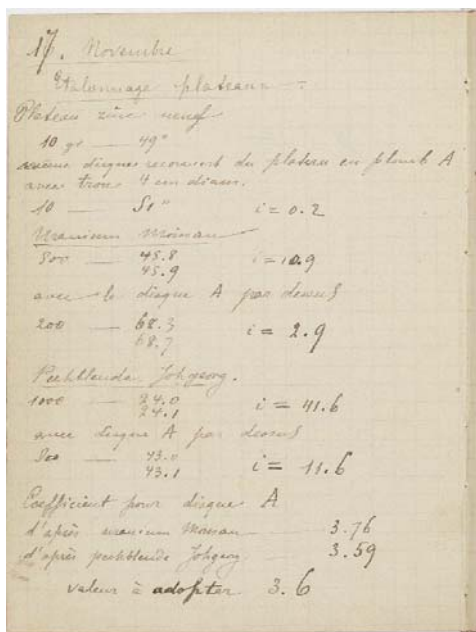 17. Novembre
Etalonnage plateaux
Plateau zinc neuf
10 gr — 49"
disques recouvrant du plateau en plomb A
avec trou 4 cm diam.
10 — 51" i = 0.2
Uranium Moissan
500 — 45.8 i = 10.9
45.9
avec le disque A par dessus
200 — 68.3 i = 2.9
68.7
Pechblende Johgeorg.
1000 — 24.0 i = 41.6
24.1
avec disque A par dessus
500 — 43.0 i = 11.6
43.1
Coefficient pour disque A
d'après uranium Moissan — 3.76
d'après pechblende Johgeorg 3.59
valeur à adopter 3.6